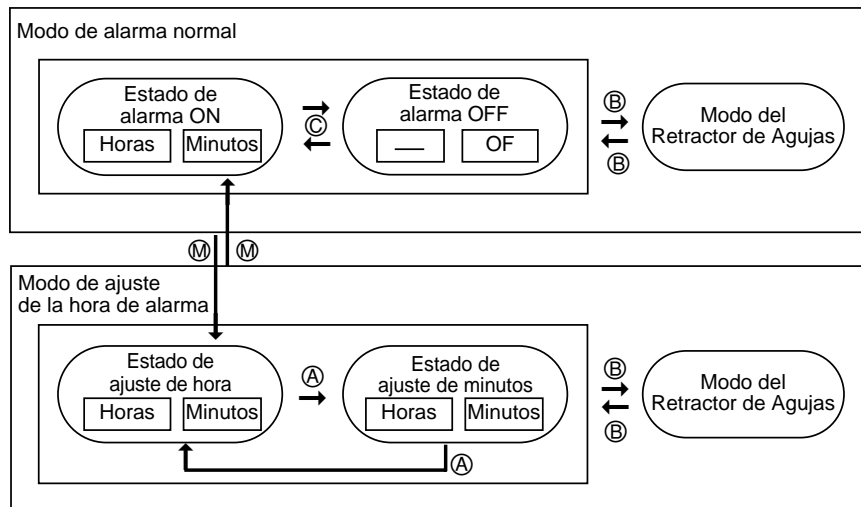 Modo de alarma normal
Estado de
alarma ON
Horas Minutos
Ⓒ
Estado de
alarma OFF
— OF
Ⓑ
Ⓑ
Modo del
Retractor de Agujas
Ⓜ Ⓜ
Modo de ajuste
de la hora de alarma
Estado de
ajuste de hora
Horas Minutos
Ⓐ
Estado de
ajuste de minutos
Horas Minutos
Ⓐ
Ⓑ
Ⓑ
Modo del
Retractor de Agujas